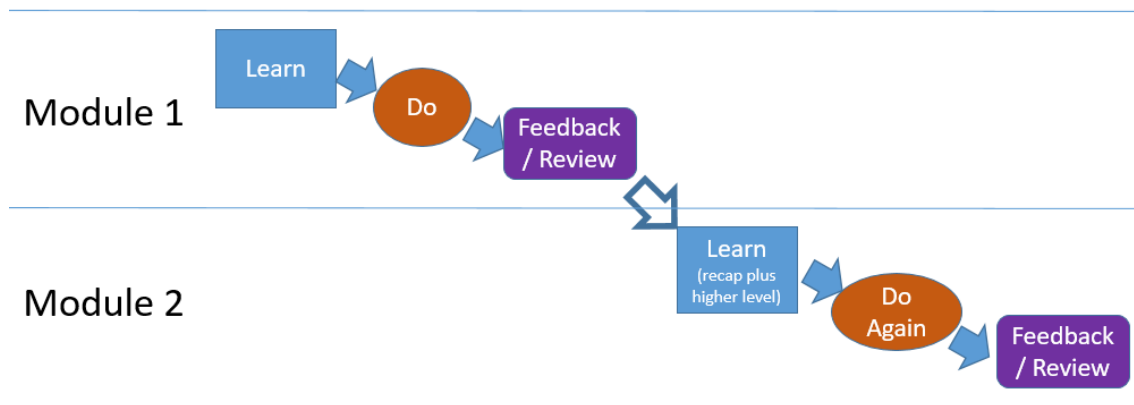 Module 1
Learn
Do
Feedback
/ Review
Module 2
Learn
(recap plus
higher level)
Do
Again
Feedback
/ Review